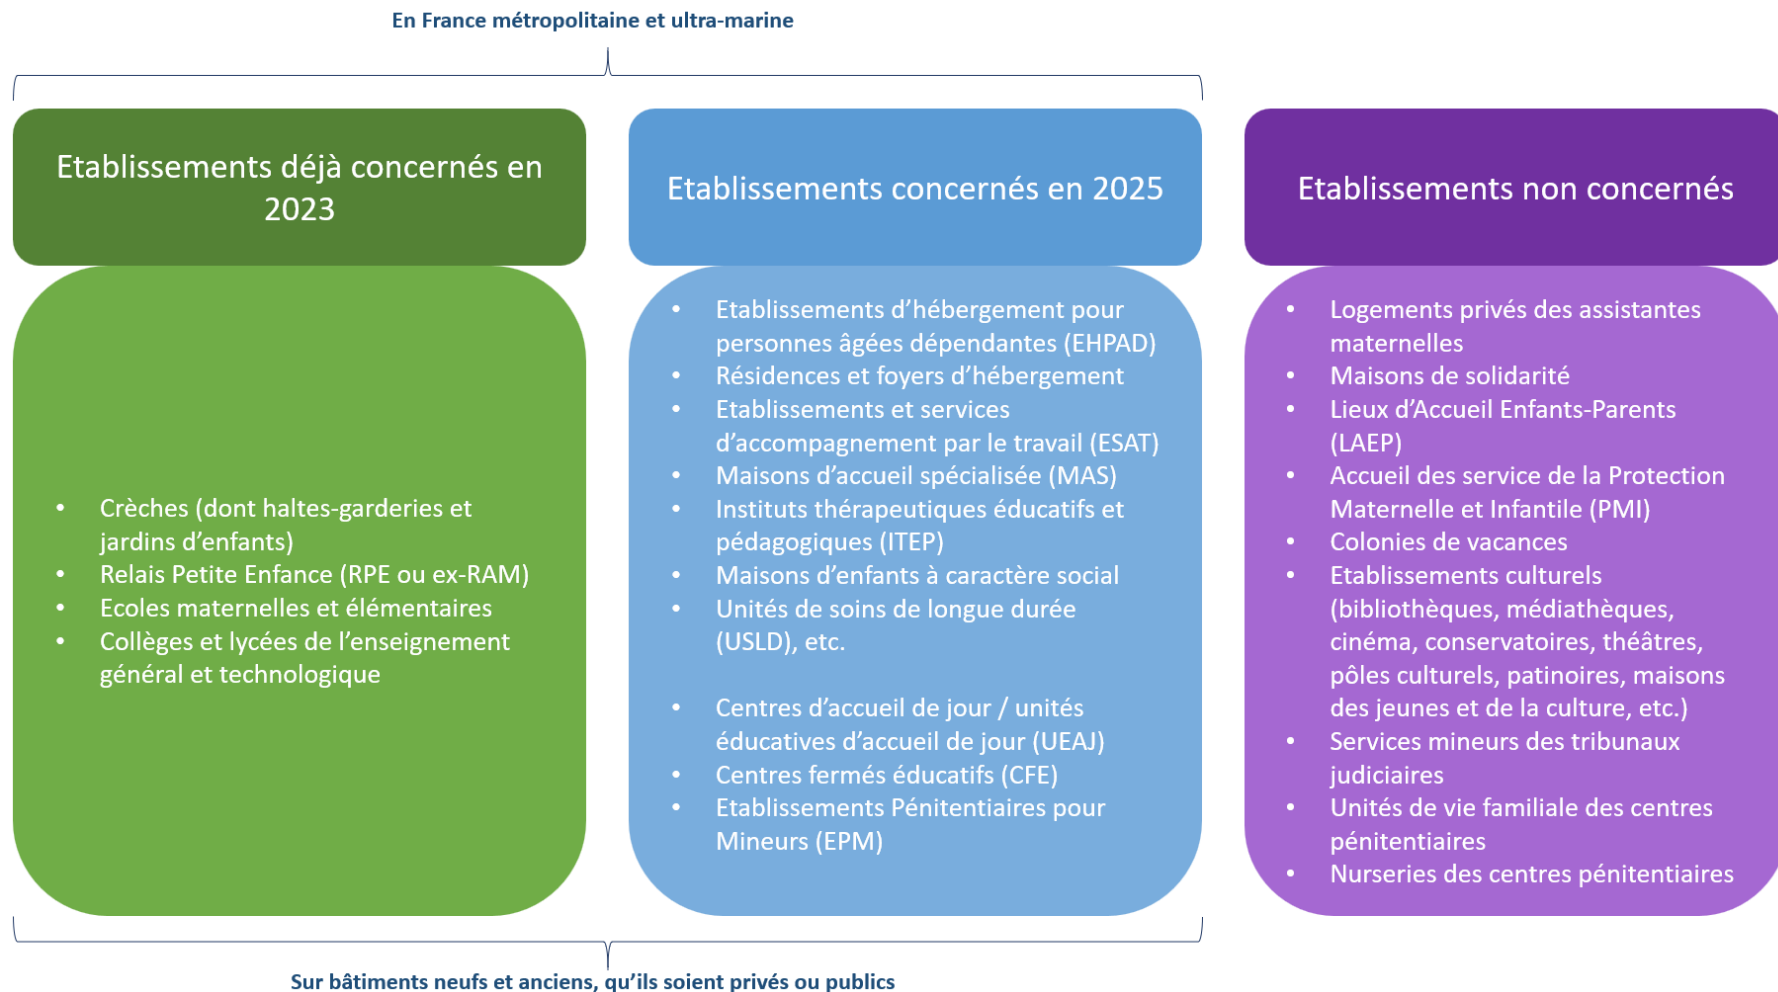 En France métropolitaine et ultra-marine
Etablissements déjà concernés en
2023
• Crèches (dont haltes-garderies et
jardins d’enfants)
• Relais Petite Enfance (RPE ou ex-RAM)
• Ecoles maternelles et élémentaires
• Collèges et lycées de l’enseignement
général et technologique
Etablissements concernés en 2025
• Etablissements d’hébergement pour
personnes âgées dépendantes (EHPAD)
• Résidences et foyers d’hébergement
• Etablissements et services
d’accompagnement par le travail (ESAT)
• Maisons d’accueil spécialisée (MAS)
• Instituts thérapeutiques éducatifs et
pédagogiques (ITEP)
• Maisons d’enfants à caractère social
• Unités de soins de longue durée
(USLD), etc.
• Centres d’accueil de jour / unités
éducatives d’accueil de jour (UEAJ)
• Centres fermés éducatifs (CFE)
• Etablissements Pénitentiaires pour
Mineurs (EPM)
Etablissements non concernés
• Logements privés des assistantes
maternelles
• Maisons de solidarité
• Lieux d’Accueil Enfants-Parents
(LAEP)
• Accueil des service de la Protection
Maternelle et Infantile (PMI)
• Colonies de vacances
• Etablissements culturels
(bibliothèques, médiathèques,
cinéma, conservatoires, théâtres,
pôles culturels, patinoires, maisons
des jeunes et de la culture, etc.)
• Services mineurs des tribunaux
judiciaires
• Unités de vie familiale des centres
pénitentiaires
• Nurseries des centres pénitentiaires
Sur bâtiments neufs et anciens, qu’ils soient privés ou publics